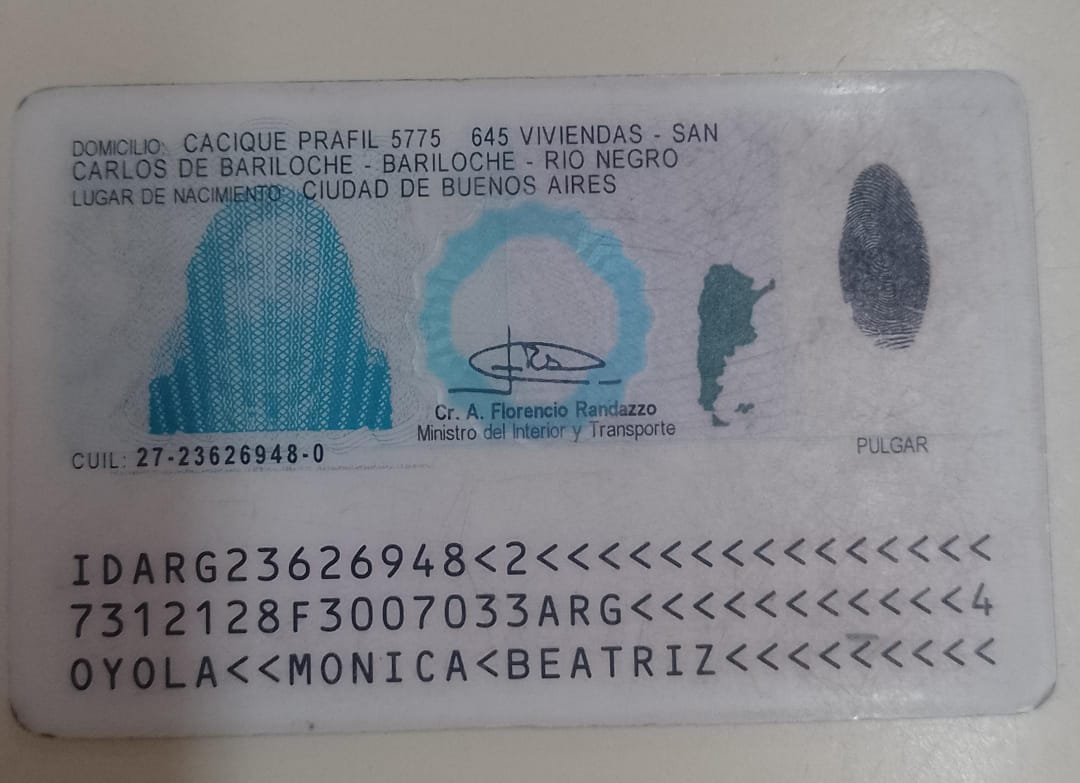 DOMICILIO: CACIQUE PRAFIL 5775 645 VIVIENDAS - SAN
CARLOS DE BARILOCHE - BARILOCHE - RIO NEGRO
LUGAR DE NACIMIENTO: CIUDAD DE BUENOS AIRES
Cr. A. Florencio Randazzo
Ministro del Interior y Transporte
PULGAR
CUIL: 27-23626948-0
IDARG23626948<2<<<<<<<<<<<<<<<
7312128F3007033ARG<<<<<<<<<<<4
OYOLA<<MONICA<BEATRIZ<<<<<<<<<